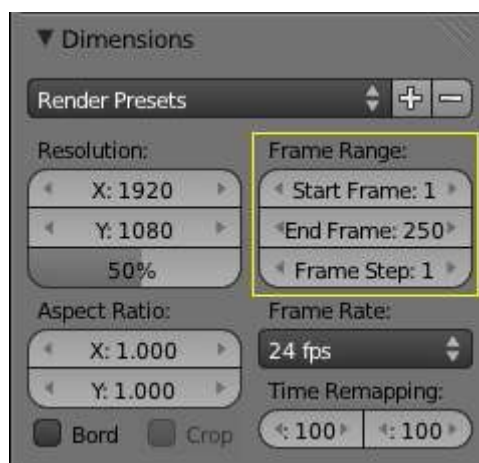 Dimensions
Render Presets
Resolution:
X: 1920
Y: 1080
50%
Frame Range:
Start Frame: 1
End Frame: 250
Frame Step: 1
Aspect Ratio:
X: 1.000
Y: 1.000
Bord Crop
Frame Rate:
24 fps
Time Remapping:
: 100 : 100